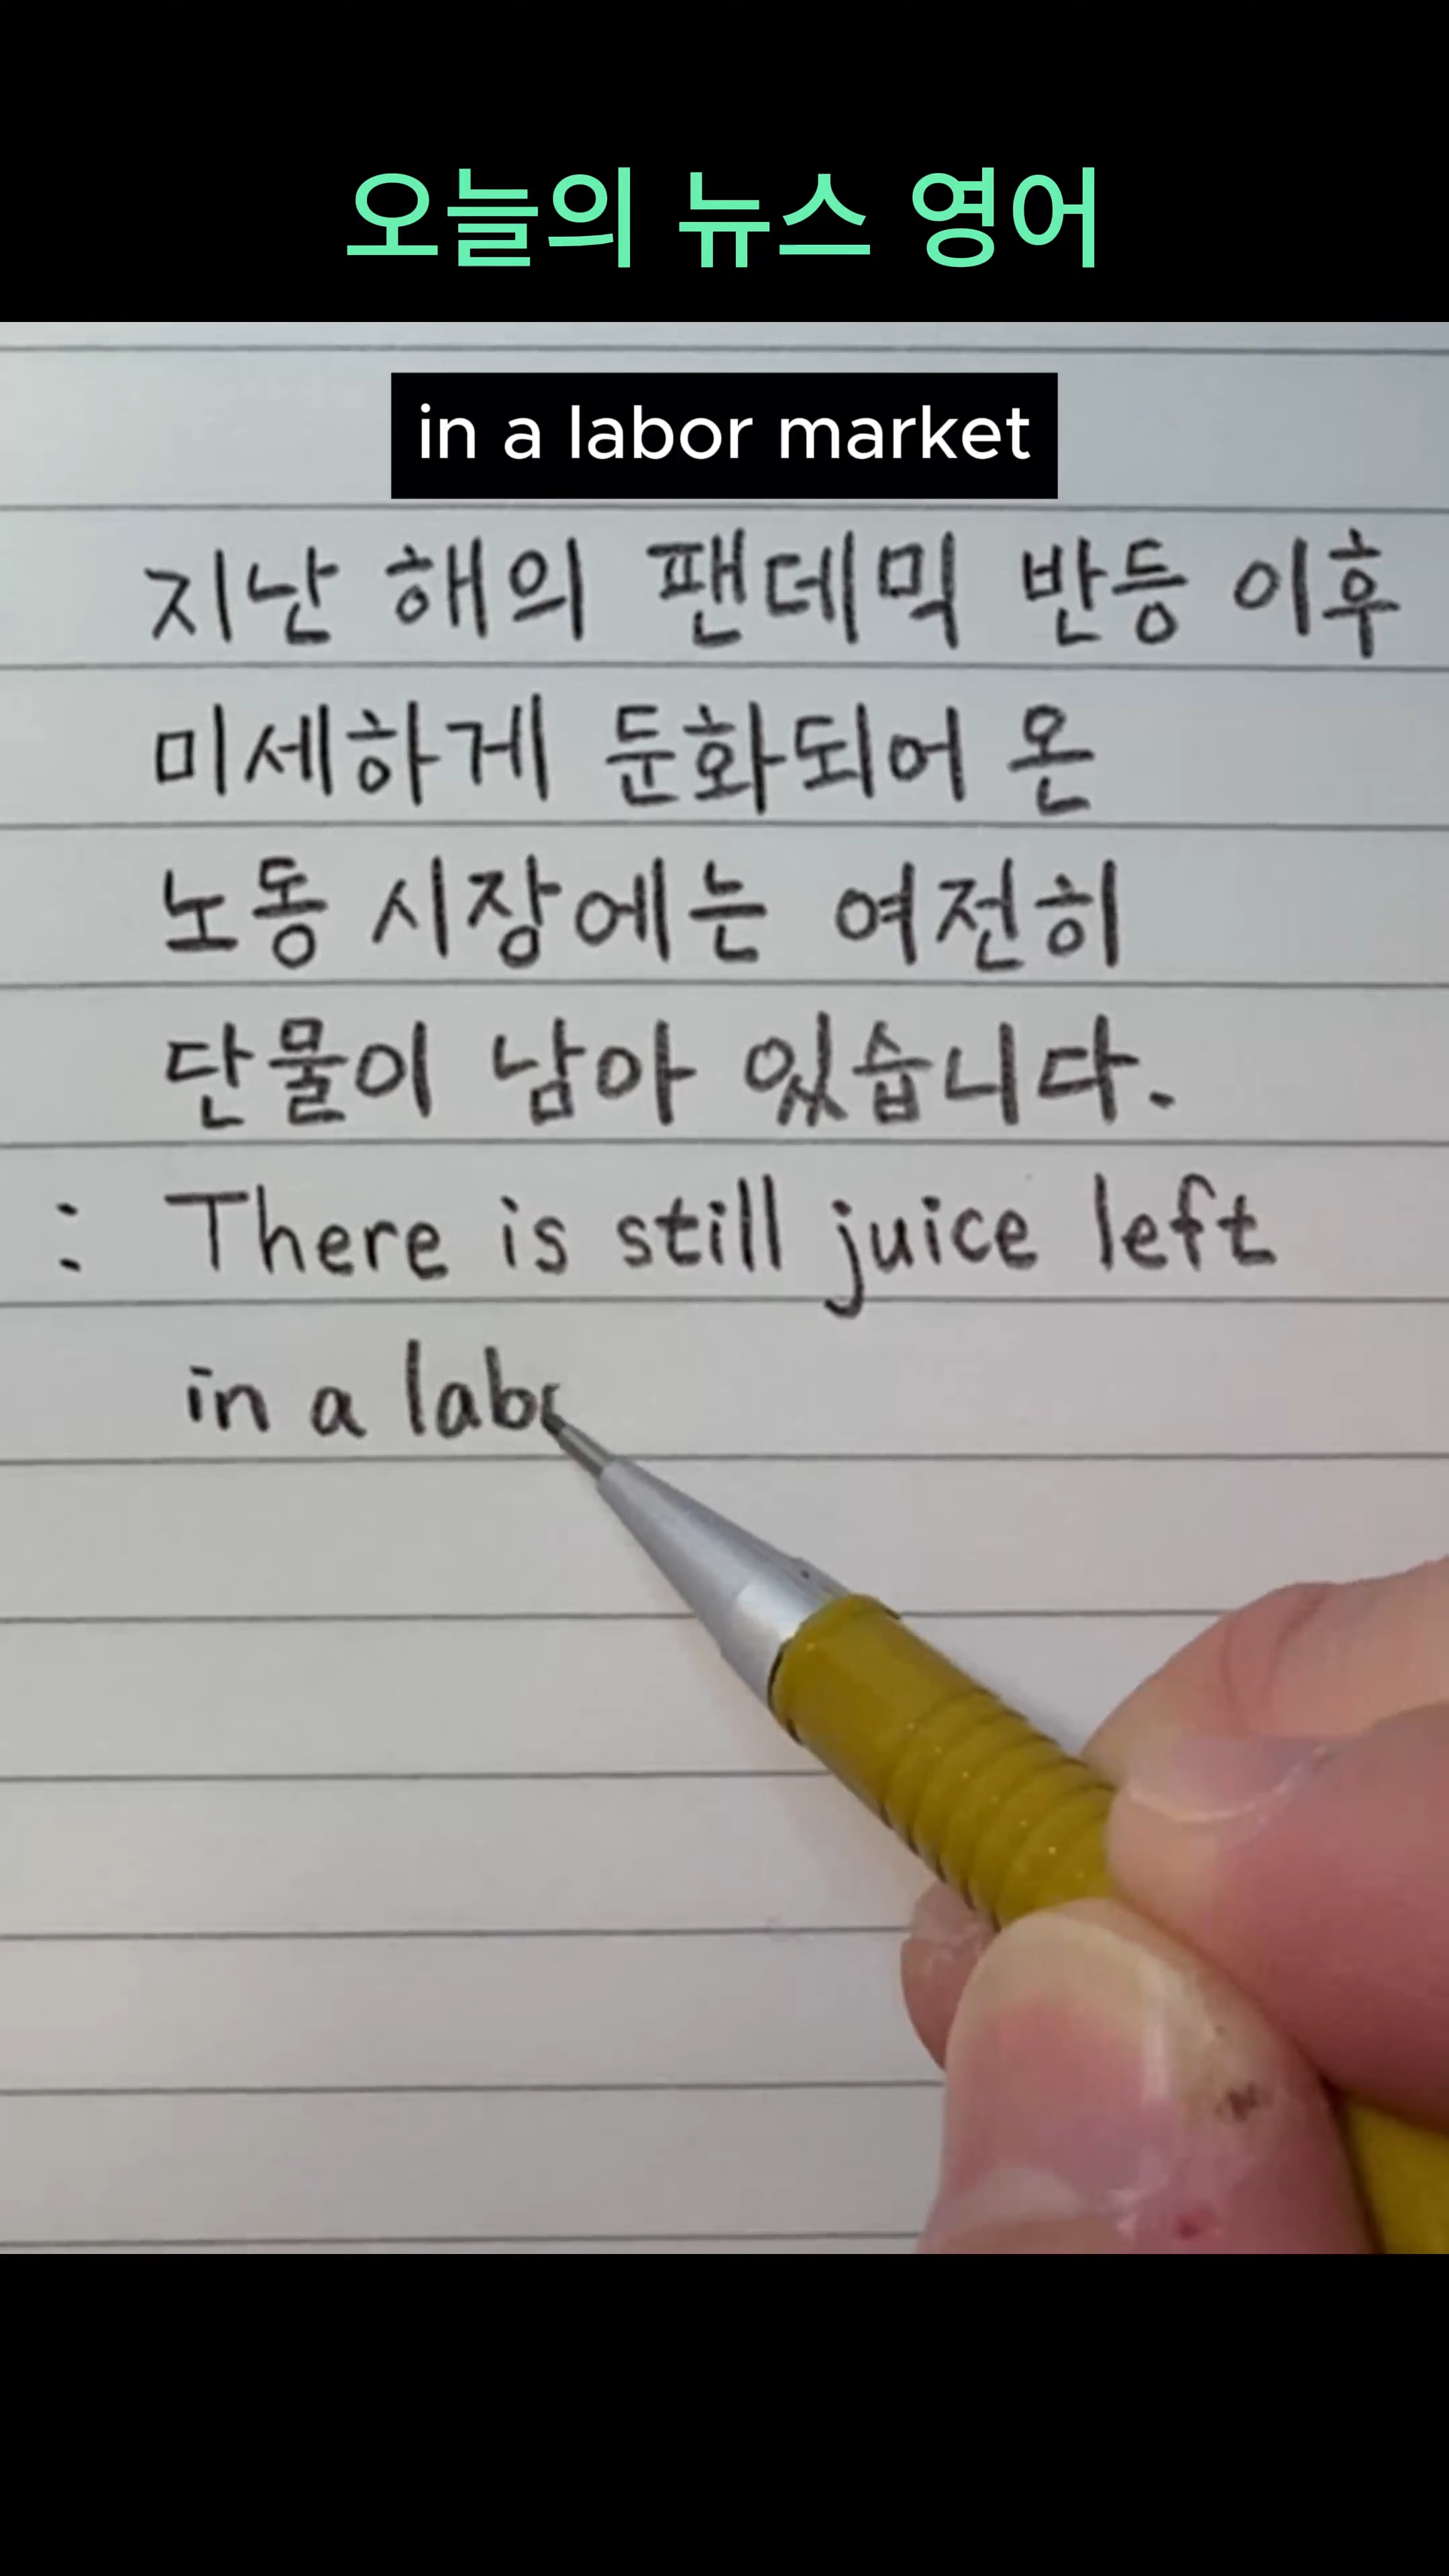 오늘의 뉴스 영어
in a labor market
지난 해의 팬데믹 반등 이후
미세하게 둔화되어 온
노동 시장에는 여전히
단물이 남아 있습니다.
: There is still juice left
in a labo